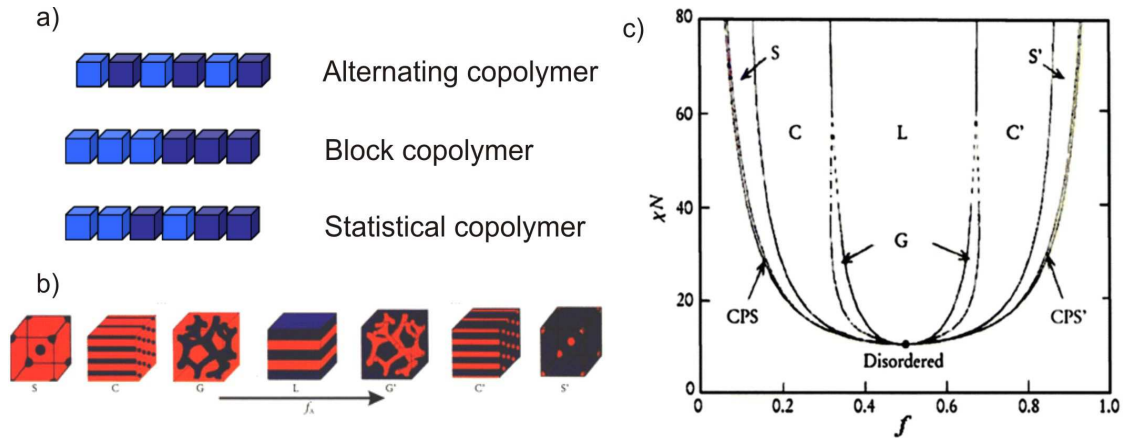 a)
Alternating copolymer
Block copolymer
Statistical copolymer
b)
S C G L G' C' S'
f_A
c)
80
60
40
20
0
χN
S
S'
C
L
C'
G
CPS
CPS'
Disordered
0 0.2 0.4 0.6 0.8 1.0
f